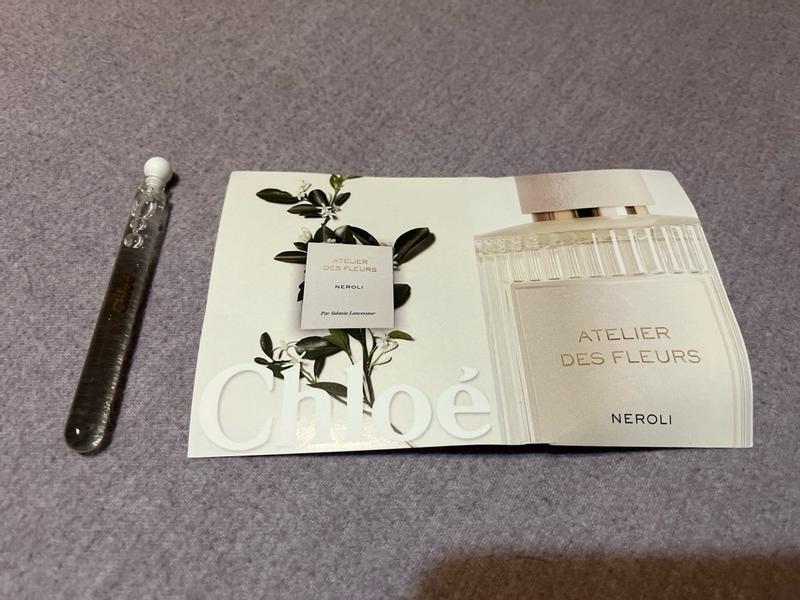 Chloé
ATELIER
DES FLEURS
NEROLI
Par Sidonie Lancesseur
Chloé
ATELIER
DES FLEURS
NEROLI